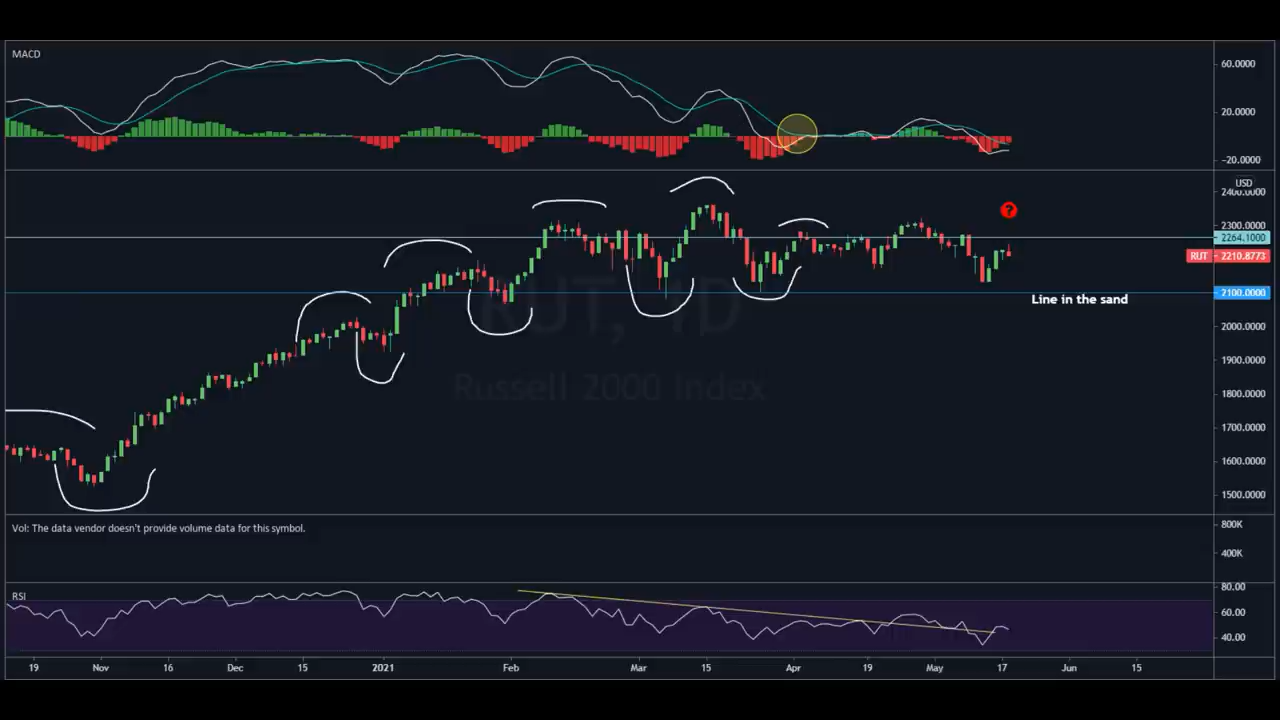 MACD
60.0000
20.0000
-20.0000
USD
2400.0000
2300.0000
2264.1000
RUT 2210.8773
2100.0000
Line in the sand
2000.0000
1900.0000
1800.0000
1700.0000
1600.0000
1500.0000
RUT, 1D
Russell 2000 Index
?
Vol: The data vendor doesn't provide volume data for this symbol.
800K
400K
RSI
80.00
60.00
40.00
19 Nov 16 Dec 15 2021 Feb Mar 15 Apr 19 May 17 Jun 15